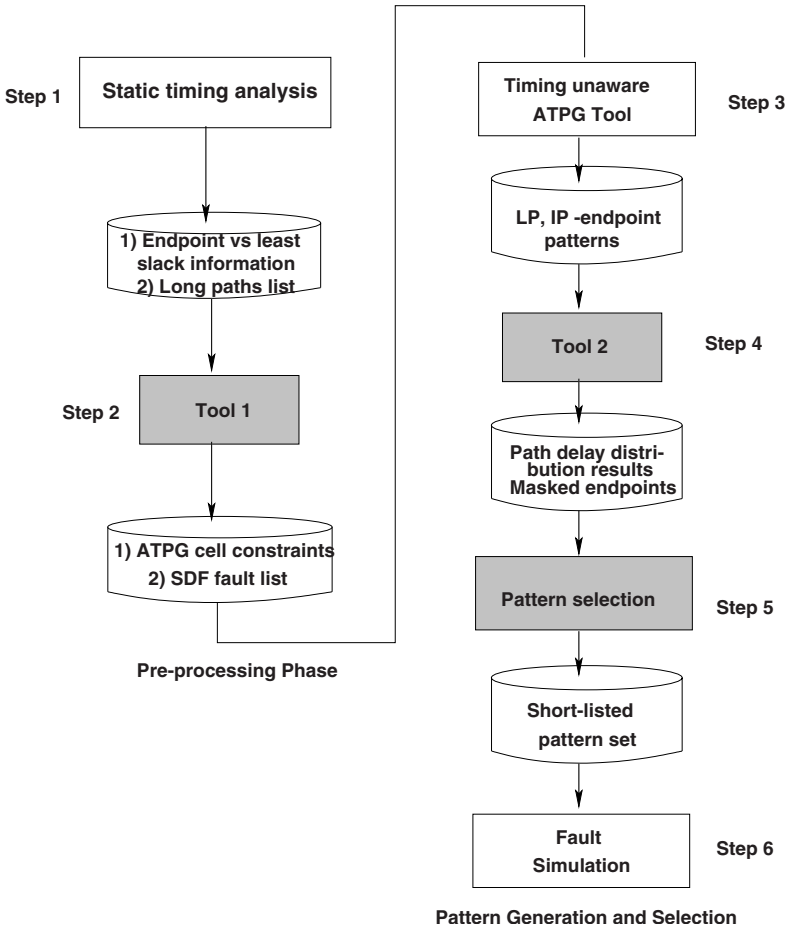 Step 1
Static timing analysis
1) Endpoint vs least
slack information
2) Long paths list
Step 2
Tool 1
1) ATPG cell constraints
2) SDF fault list
Pre-processing Phase
Timing unaware
ATPG Tool
Step 3
LP, IP -endpoint
patterns
Tool 2
Step 4
Path delay distri-
bution results
Masked endpoints
Pattern selection
Step 5
Short-listed
pattern set
Fault
Simulation
Step 6
Pattern Generation and Selection